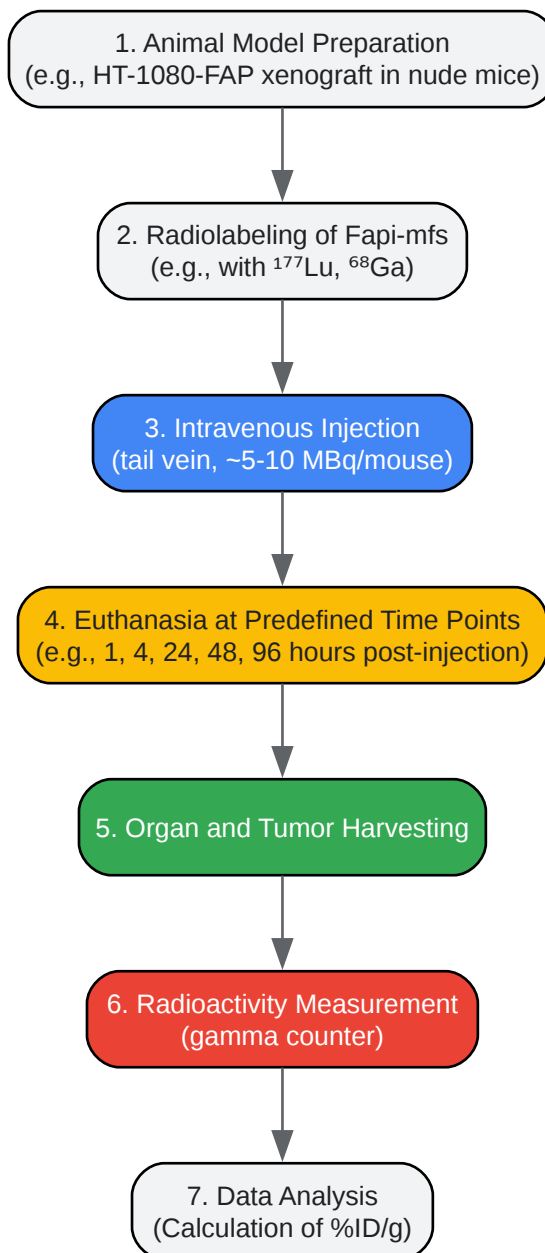 1. Animal Model Preparation
(e.g., HT-1080-FAP xenograft in nude mice)
2. Radiolabeling of Fapi-mfs
(e.g., with ¹⁷⁷Lu, ⁶⁸Ga)
3. Intravenous Injection
(tail vein, ~5-10 MBq/mouse)
4. Euthanasia at Predefined Time Points
(e.g., 1, 4, 24, 48, 96 hours post-injection)
5. Organ and Tumor Harvesting
6. Radioactivity Measurement
(gamma counter)
7. Data Analysis
(Calculation of %ID/g)